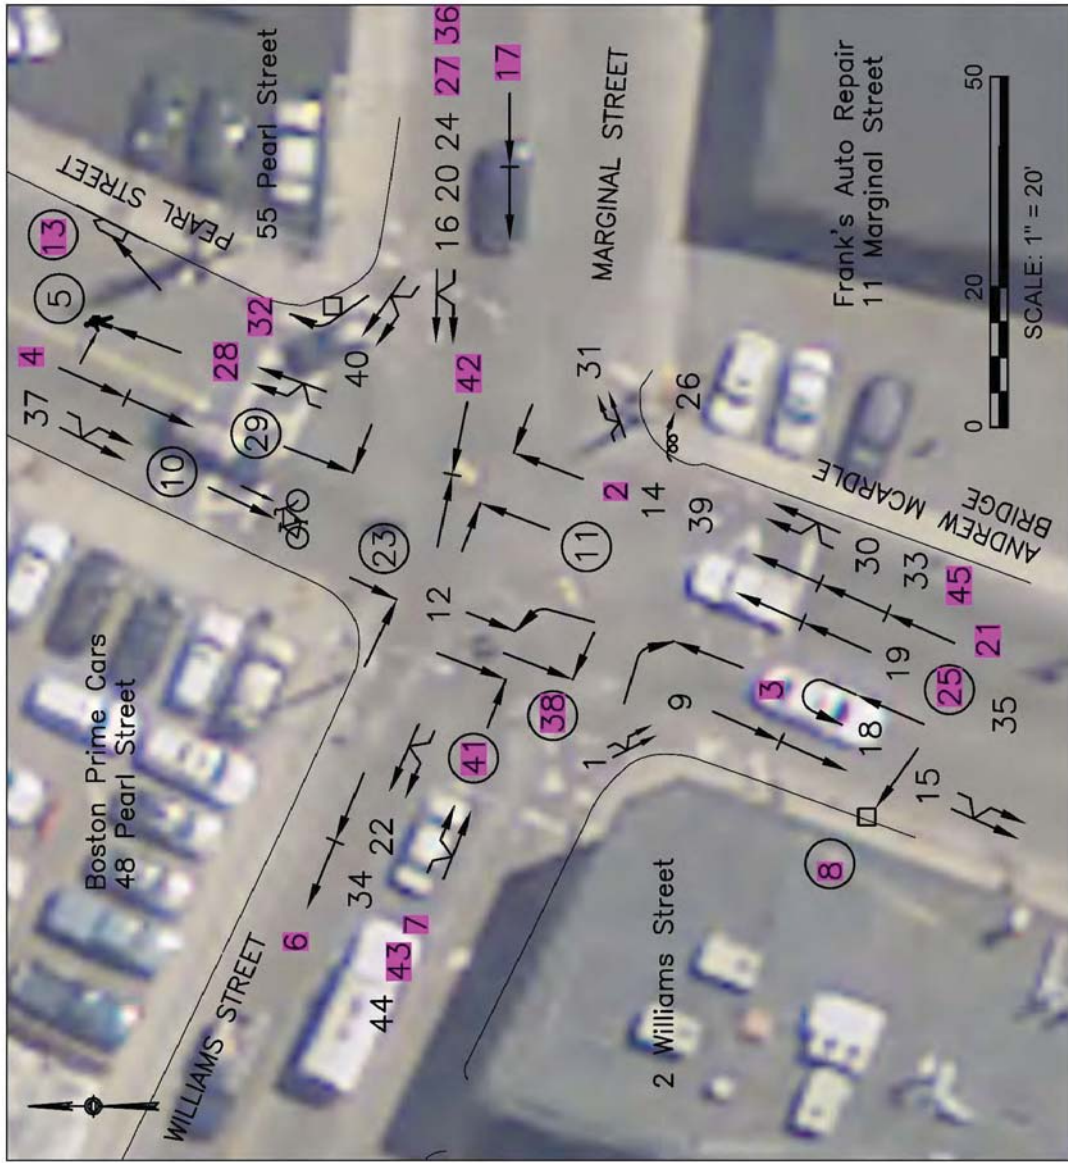 Boston Prime Cars
48 Pearl Street
WILLIAMS STREET
PEARL STREET
55 Pearl Street
37
4
5
13
10
29
28
32
40
16 20 24 27 36
17
42
23
12
11
2
14
39
31
26
MARGINAL STREET
6
34
22
7
43
44
41
38
1
9
3
18
19
25
21
30
33
45
35
15
8
ANDREW MCARDLE
BRIDGE
2 Williams Street
Frank's Auto Repair
11 Marginal Street
0 20 50
SCALE: 1" = 20'